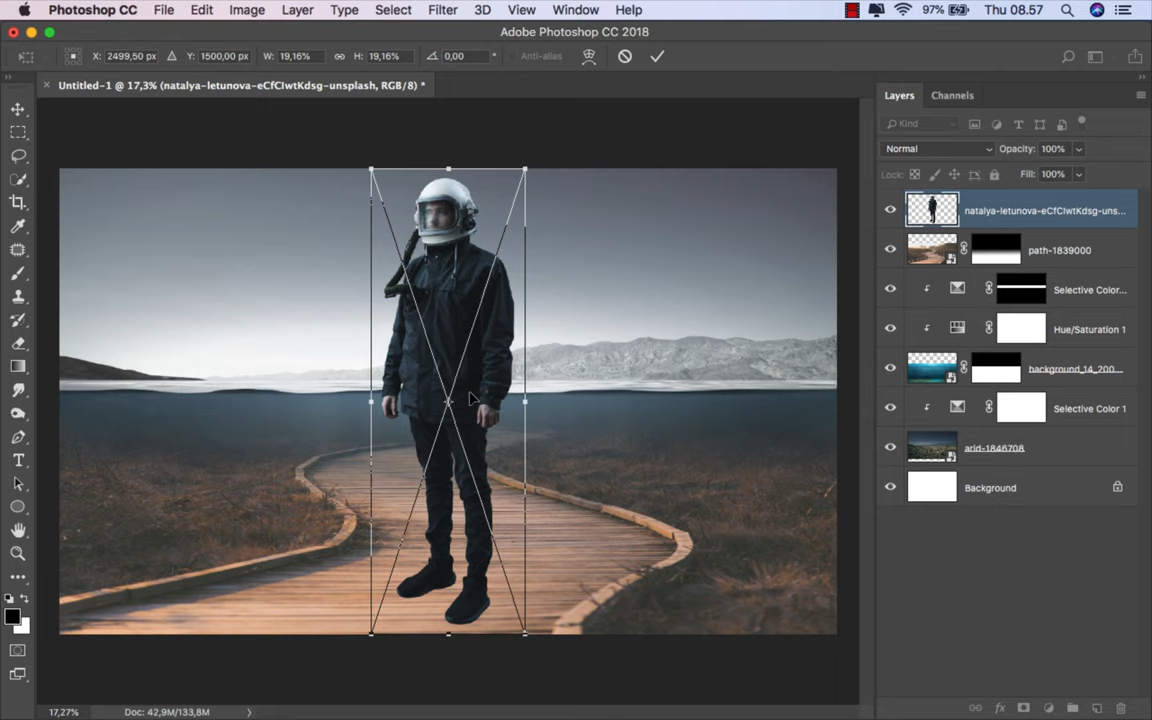 Photoshop CC File Edit Image Layer Type Select Filter 3D View Window Help 97% Thu 08.57
Adobe Photoshop CC 2018
X: 2499,50 px Y: 1500,00 px W: 19,16% H: 19,16% 0,00 ° Anti-alias
Untitled-1 @ 17,3% (natalya-letunova-eCfCIwtKdsg-unsplash, RGB/8) *
Layers Channels
Kind
Normal Opacity: 100%
Lock: Fill: 100%
natalya-letunova-eCfCIwtKdsg-uns...
path-1839000
Selective Color...
Hue/Saturation 1
background_14_200...
Selective Color 1
arid-1846708
Background
17,27% Doc: 42,9M/133,8M